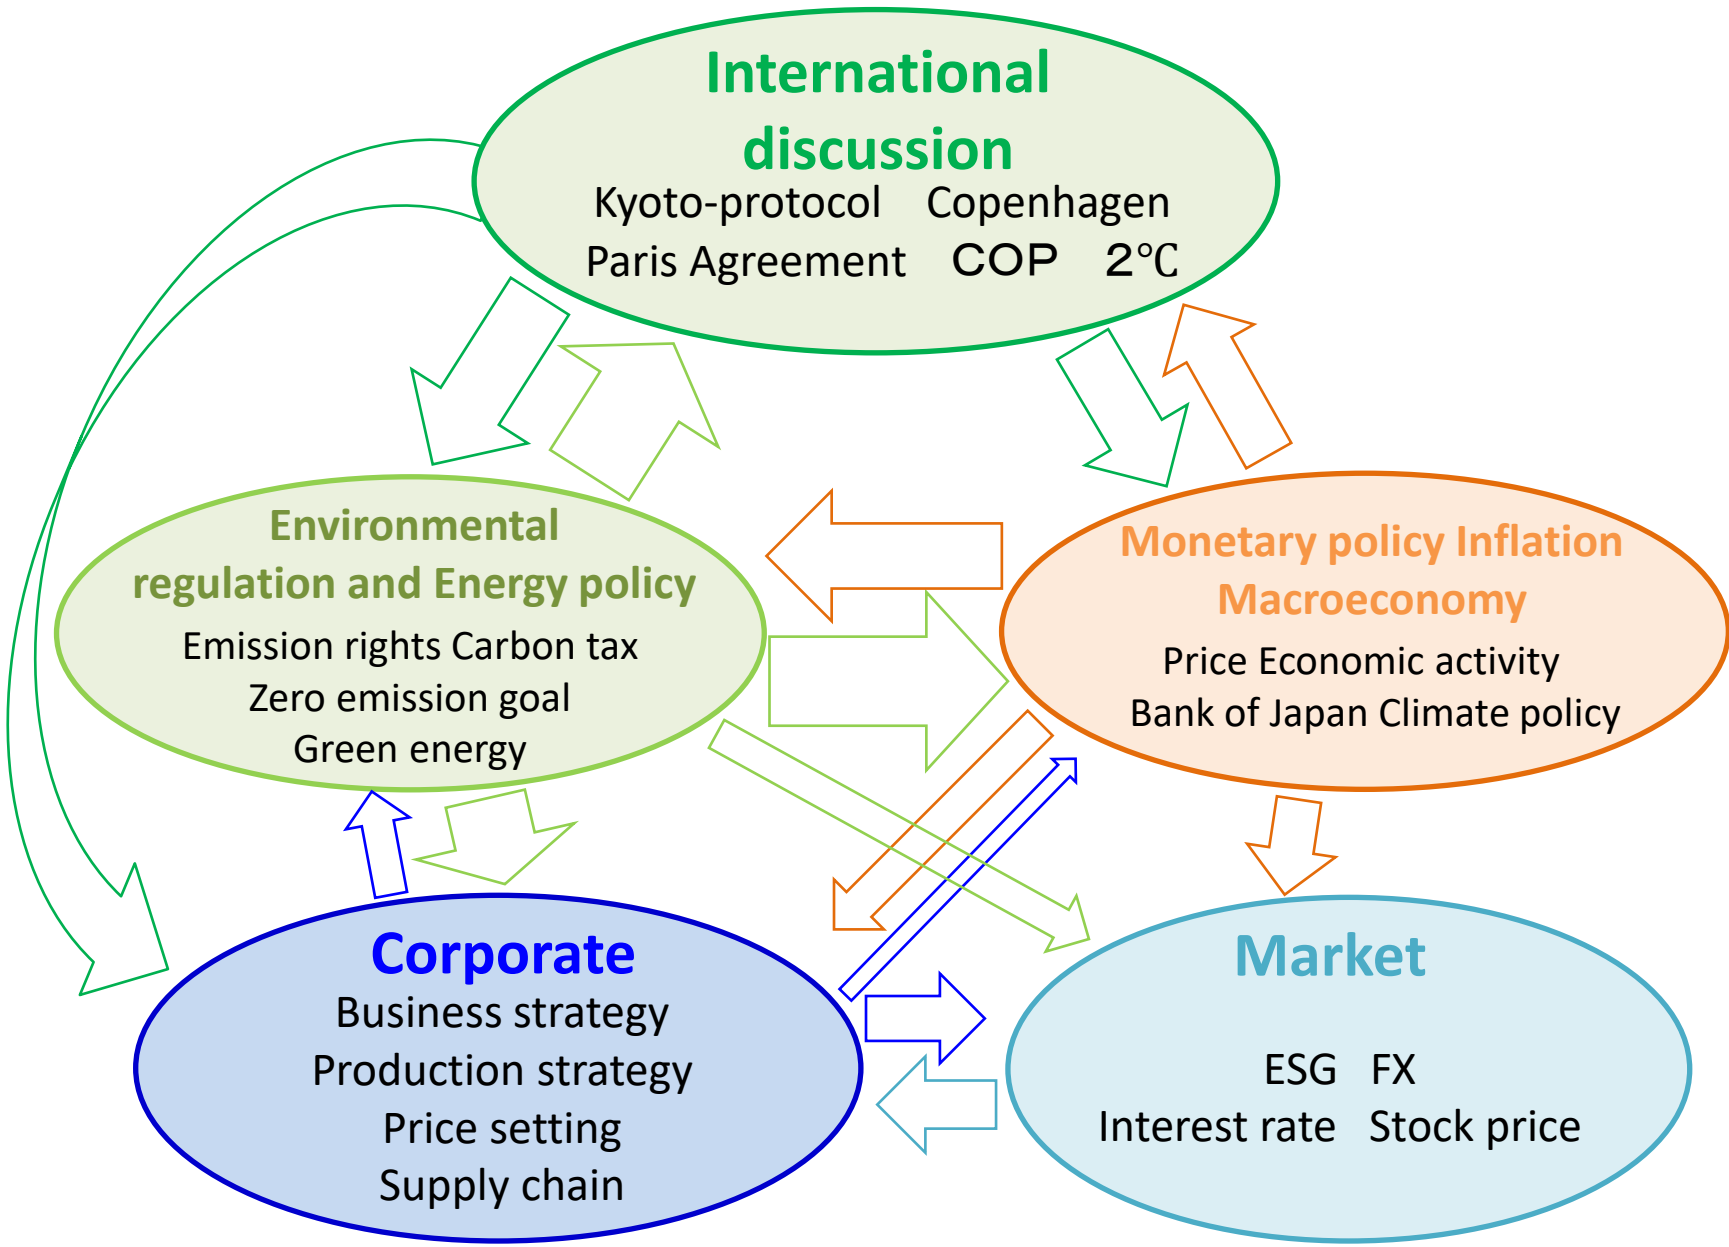 International
discussion
Kyoto-protocol Copenhagen
Paris Agreement COP 2℃
Environmental
regulation and Energy policy
Emission rights Carbon tax
Zero emission goal
Green energy
Monetary policy Inflation
Macroeconomy
Price Economic activity
Bank of Japan Climate policy
Corporate
Business strategy
Production strategy
Price setting
Supply chain
Market
ESG FX
Interest rate Stock price